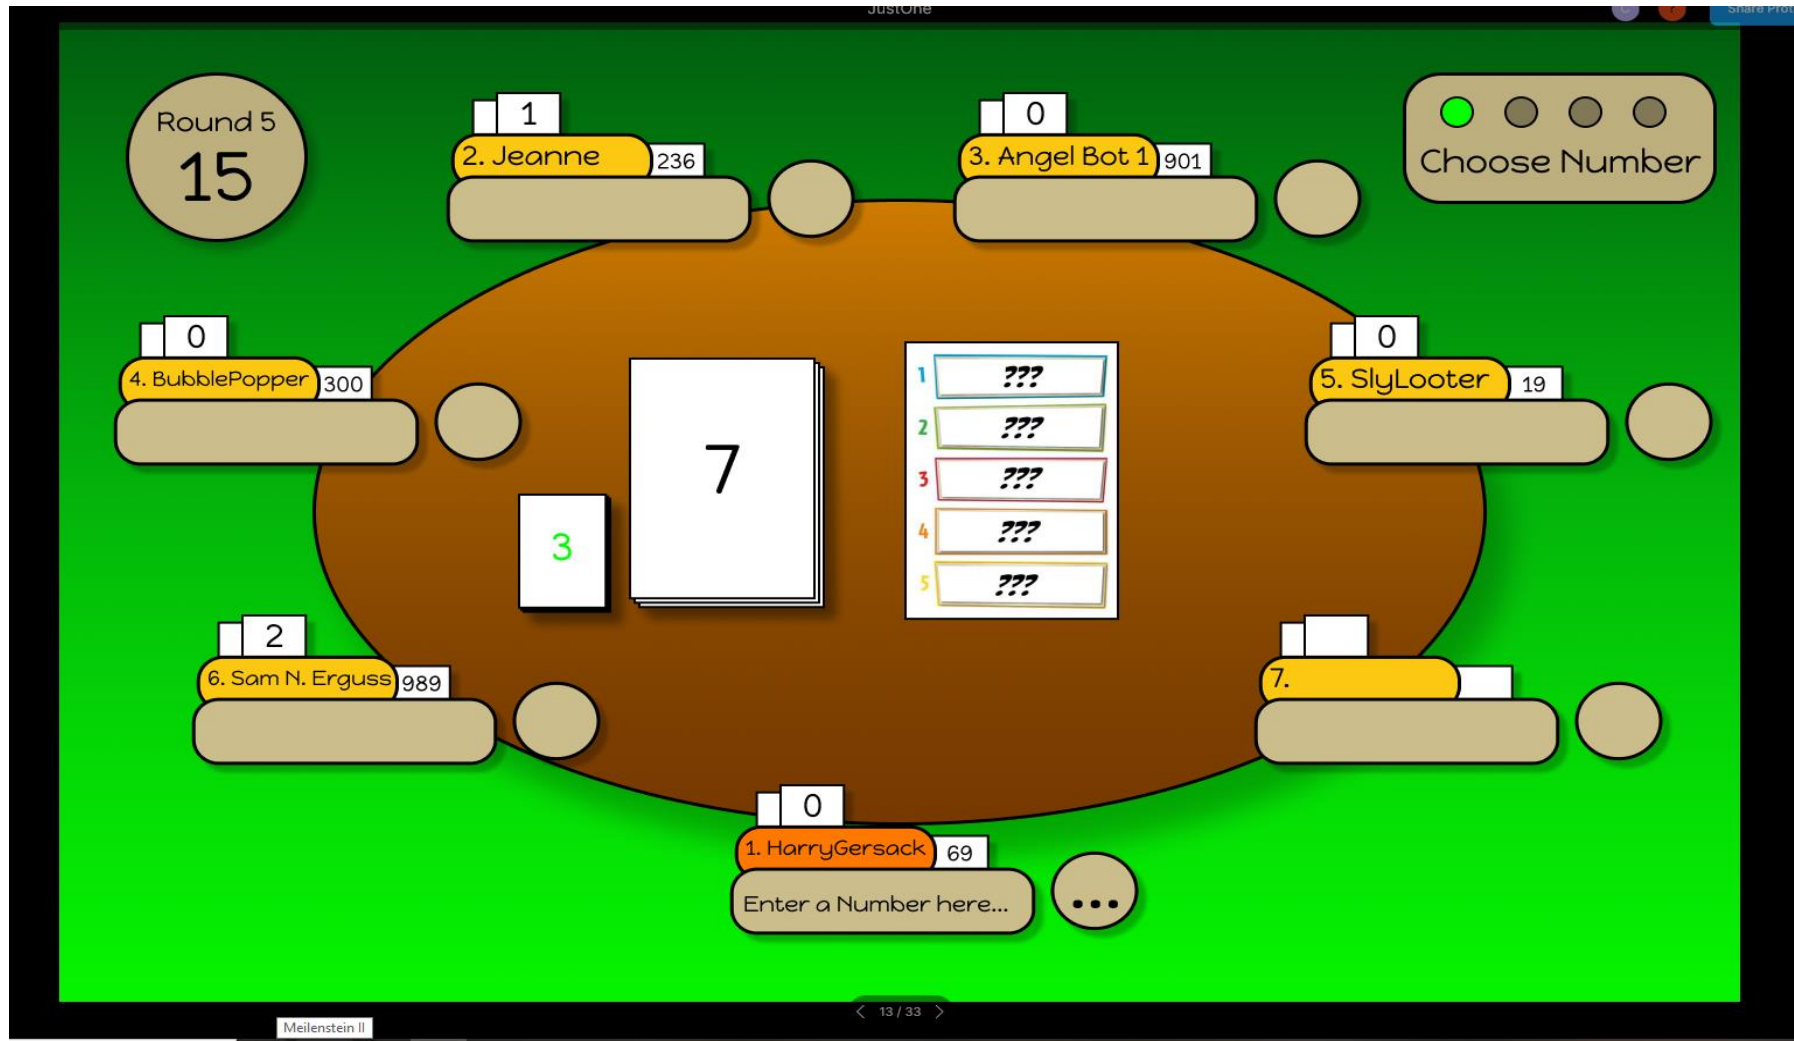 JustOne
C
?
Share Prot
Round 5
15
1
2. Jeanne
236
0
3. Angel Bot 1
901
Choose Number
0
4. BubblePopper
300
0
5. SlyLooter
19
3
7
1 ???
2 ???
3 ???
4 ???
5 ???
2
6. Sam N. Erguss
989
7.
0
1. HarryGersack
69
Enter a Number here...
...
< 13 / 33 >
Meilenstein II